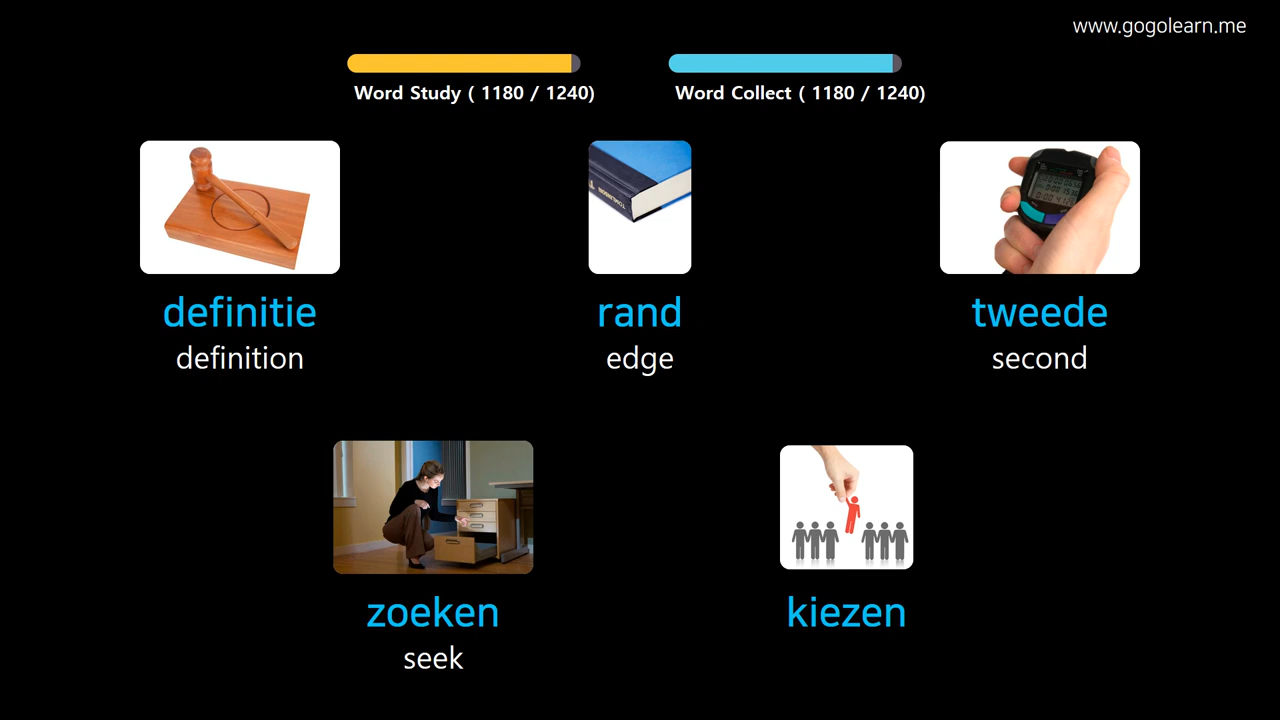 www.gogolearn.me
Word Study ( 1180 / 1240)
Word Collect ( 1180 / 1240)
definitie
definition
rand
edge
tweede
second
zoeken
seek
kiezen